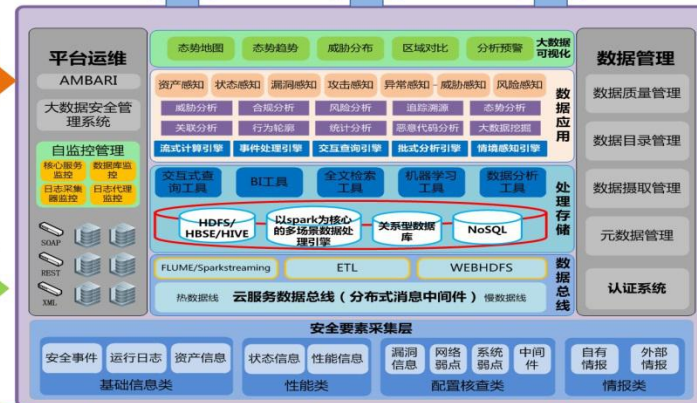 平台运维
AMBARI
大数据安全管
理系统
自监控管理
核心服务
监控
数据库监
控
日志采集
器监控
日志代理
监控
SOAP
REST
XML
态势地图
态势趋势
威胁分布
区域对比
分析预警
大数据
可视化
资产感知
状态感知
漏洞感知
攻击感知
异常感知
威胁感知
风险感知
威胁分析
合规分析
风险分析
追踪溯源
态势分析
关联分析
行为轮廓
统计分析
恶意代码分析
大数据挖掘
流式计算引擎
事件处理引擎
交互查询引擎
批式分析引擎
情境感知引擎
数据应用
交互式查
询工具
BI工具
全文检索
工具
机器学习
工具
数据分析
工具
HDFS/
HBSE/HIVE
以spark为核心
的多场景数据处
理引擎
关系型数据
库
NoSQL
处理存储
FLUME/Sparkstreaming
ETL
WEBHDFS
热数据线
云服务数据总线（分布式消息中间件）
慢数据线
数据总线
数据管理
数据质量管理
数据目录管理
数据摄取管理
元数据管理
认证系统
安全要素采集层
安全事件
运行日志
资产信息
基础信息类
状态信息
性能信息
性能类
漏洞
信息
网络
弱点
系统
弱点
中间
件
配置核查类
自有
情报
外部
情报
情报类